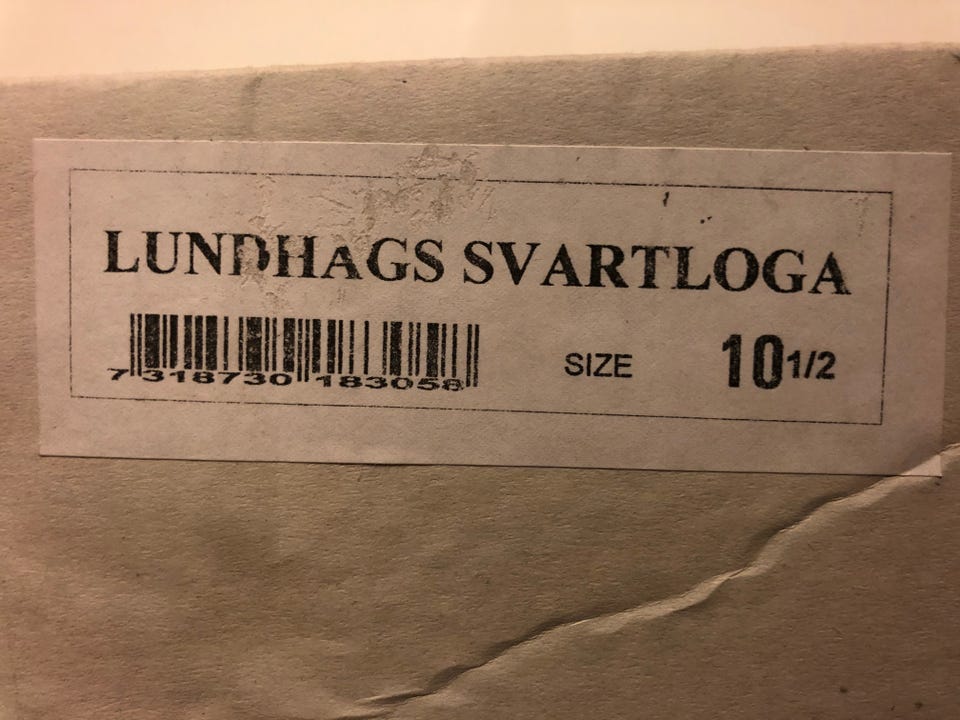 LUNDHAGS SVARTLOGA
SIZE 10 1/2
7 318730 183058